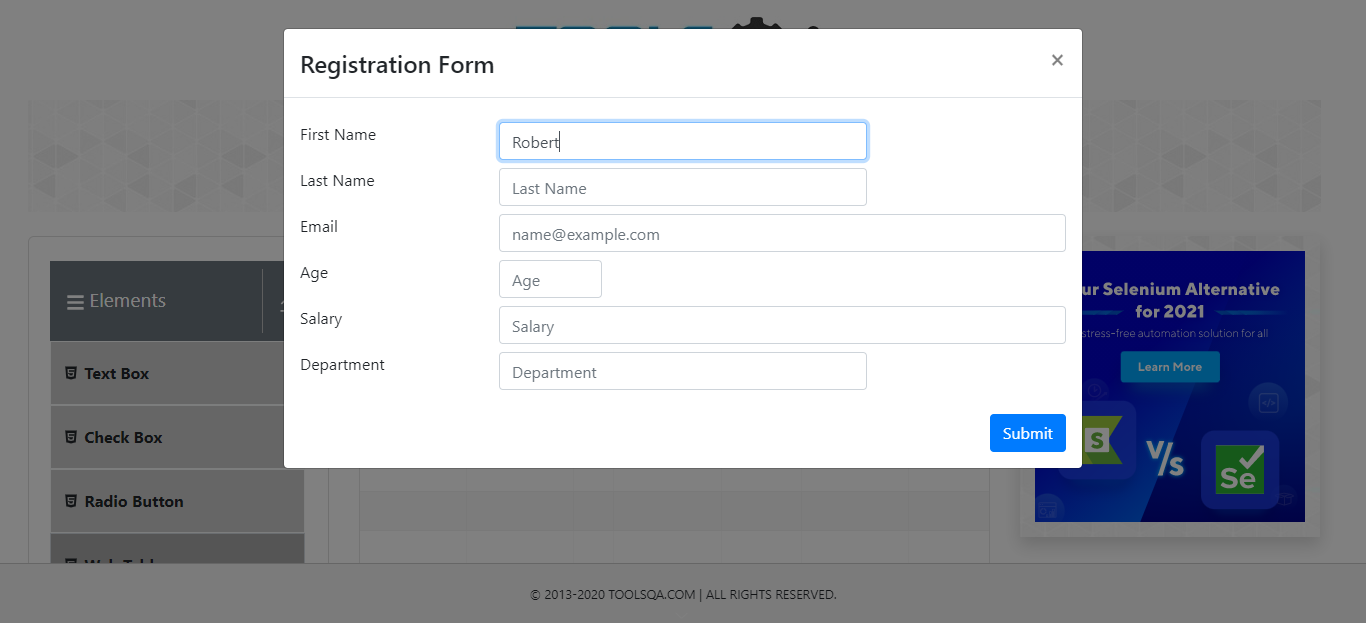 Registration Form
×
First Name
Robert
Last Name
Last Name
Email
name@example.com
Age
Age
Salary
Salary
Department
Department
Submit
Elements
Text Box
Check Box
Radio Button
ur Selenium Alternative
for 2021
stress-free automation solution for all
Learn More
S
V/s
Se
© 2013-2020 TOOLSQA.COM | ALL RIGHTS RESERVED.